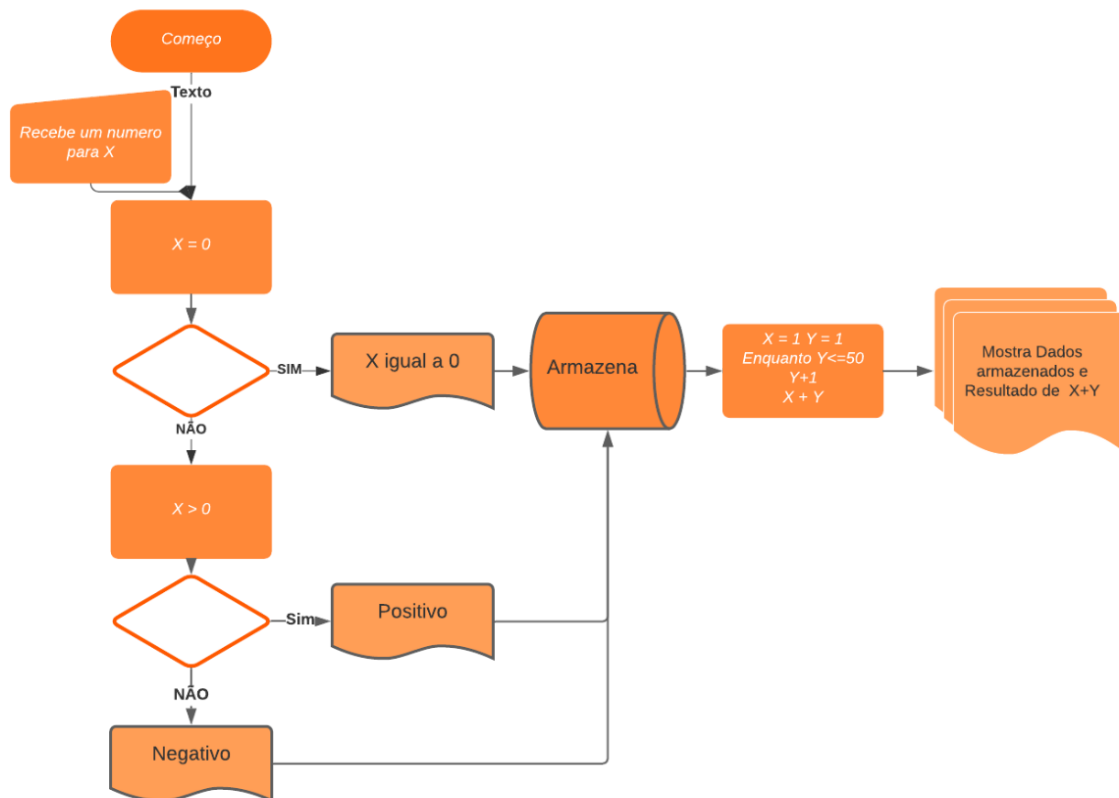 Começo
Texto
Recebe um numero
para X
X = 0
SIM
X igual a 0
Armazena
X = 1 Y = 1
Enquanto Y<=50
Y+1
X + Y
Mostra Dados
armazenados e
Resultado de X+Y
NÃO
X > 0
Sim
Positivo
NÃO
Negativo